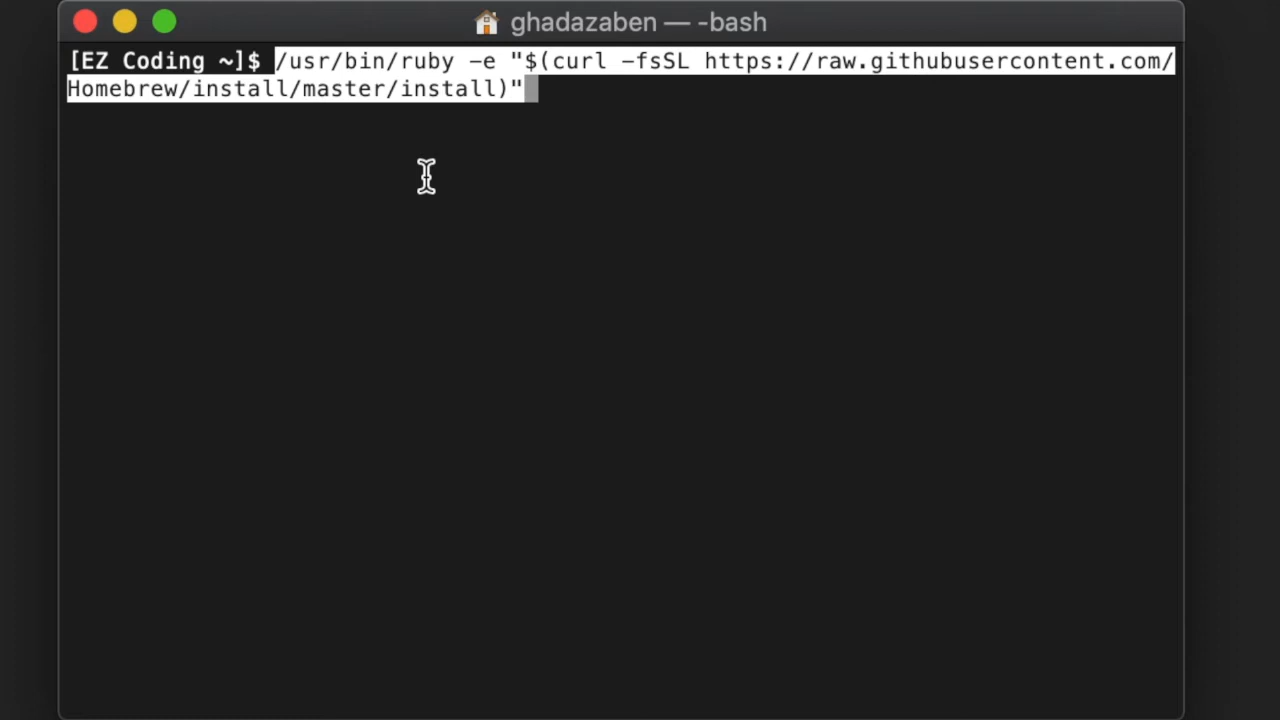 ghadazaben — -bash
[EZ Coding ~]$ /usr/bin/ruby -e "$(curl -fsSL https://raw.githubusercontent.com/
Homebrew/install/master/install)"